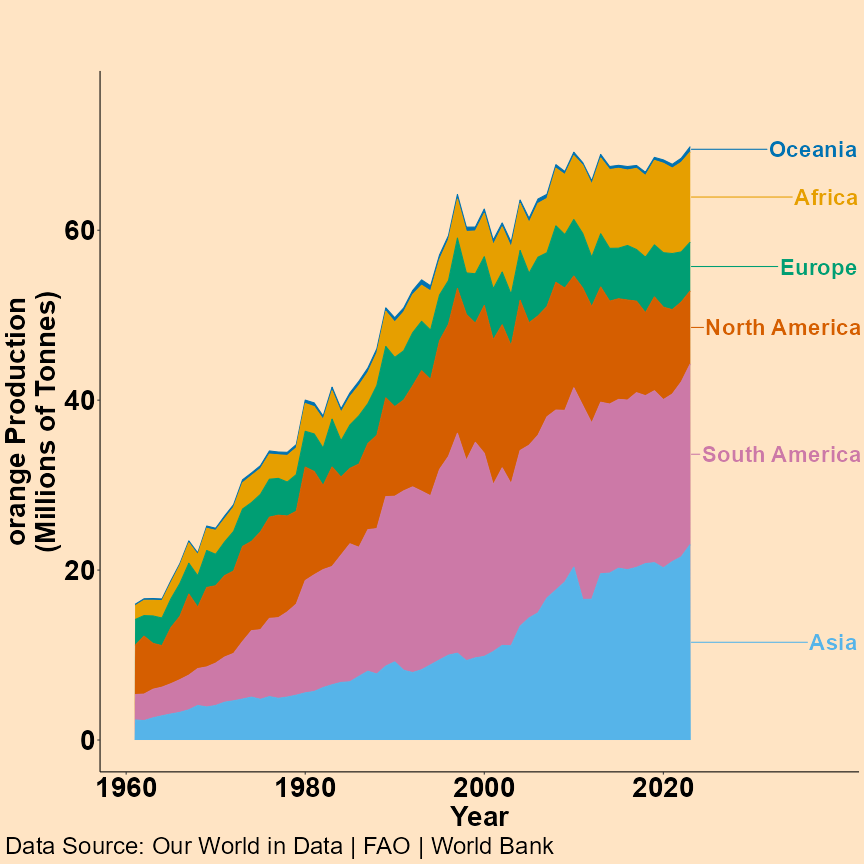 orange Production
(Millions of Tonnes)
60
40
20
0
1960
1980
2000
2020
Year
Oceania
Africa
Europe
North America
South America
Asia
Data Source: Our World in Data | FAO | World Bank